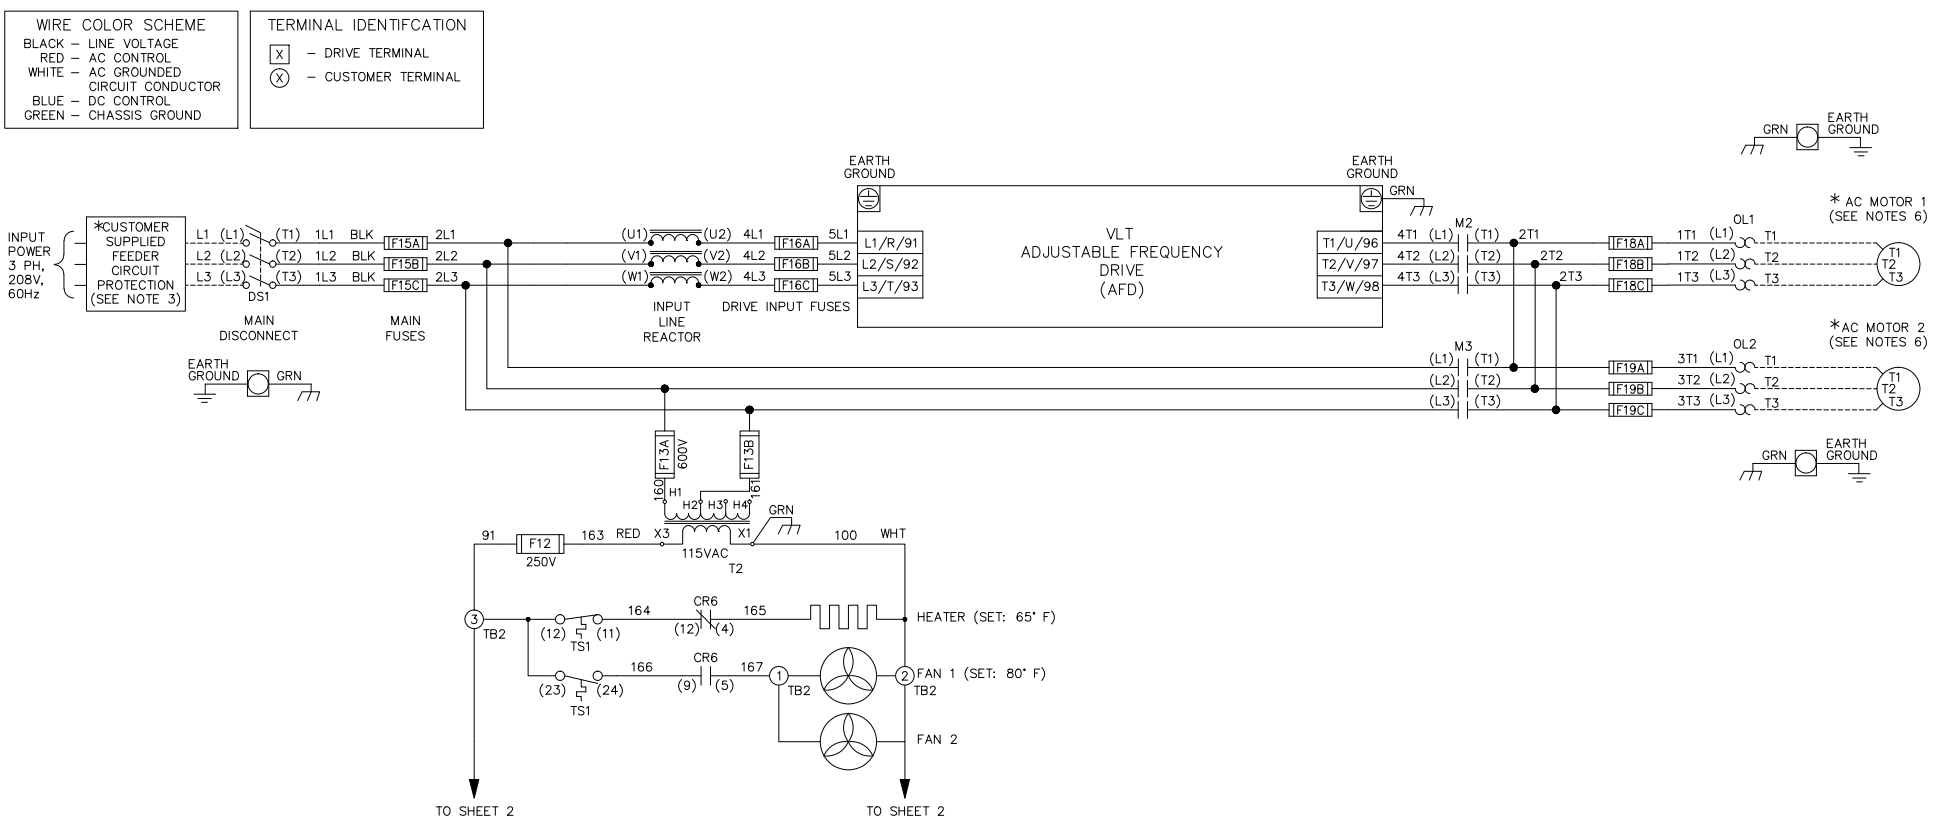 WIRE COLOR SCHEME
BLACK – LINE VOLTAGE
RED – AC CONTROL
WHITE – AC GROUNDED
CIRCUIT CONDUCTOR
BLUE – DC CONTROL
GREEN – CHASSIS GROUND
TERMINAL IDENTIFCATION
X – DRIVE TERMINAL
X – CUSTOMER TERMINAL
INPUT
POWER
3 PH,
208V,
60Hz
*CUSTOMER
SUPPLIED
FEEDER
CIRCUIT
PROTECTION
(SEE NOTE 3)
L1 (L1) (T1) 1L1 BLK F15A 2L1
L2 (L2) (T2) 1L2 BLK F15B 2L2
L3 (L3) (T3) 1L3 BLK F15C 2L3
DS1
MAIN
DISCONNECT
MAIN
FUSES
EARTH
GROUND
GRN
(U1) (U2) 4L1 F16A 5L1
(V1) (V2) 4L2 F16B 5L2
(W1) (W2) 4L3 F16C 5L3
INPUT
LINE
REACTOR
DRIVE INPUT FUSES
EARTH
GROUND
L1/R/91
L2/S/92
L3/T/93
VLT
ADJUSTABLE FREQUENCY
DRIVE
(AFD)
EARTH
GROUND
GRN
T1/U/96
T2/V/97
T3/W/98
M2
4T1 (L1) (T1) 2T1 F18A 1T1 (L1) T1
4T2 (L2) (T2) 2T2 F18B 1T2 (L2) T2
4T3 (L3) (T3) 2T3 F18C 1T3 (L3) T3
OL1
GRN
EARTH
GROUND
* AC MOTOR 1
(SEE NOTES 6)
T1
T2
T3
M3
(L1) (T1) F19A 3T1 (L1) T1
(L2) (T2) F19B 3T2 (L2) T2
(L3) (T3) F19C 3T3 (L3) T3
OL2
*AC MOTOR 2
(SEE NOTES 6)
T1
T2
T3
GRN
EARTH
GROUND
F13A
600V
F13B
160
161
H1
H2 H3 H4
GRN
91 F12 163 RED X3 X1 100 WHT
250V
115VAC
T2
3
TB2
(12) (11)
TS1
164
CR6
(12) (4)
165
HEATER (SET: 65° F)
(23) (24)
TS1
166
CR6
(9) (5)
167
1
TB2
2
TB2
FAN 1 (SET: 80° F)
FAN 2
TO SHEET 2
TO SHEET 2